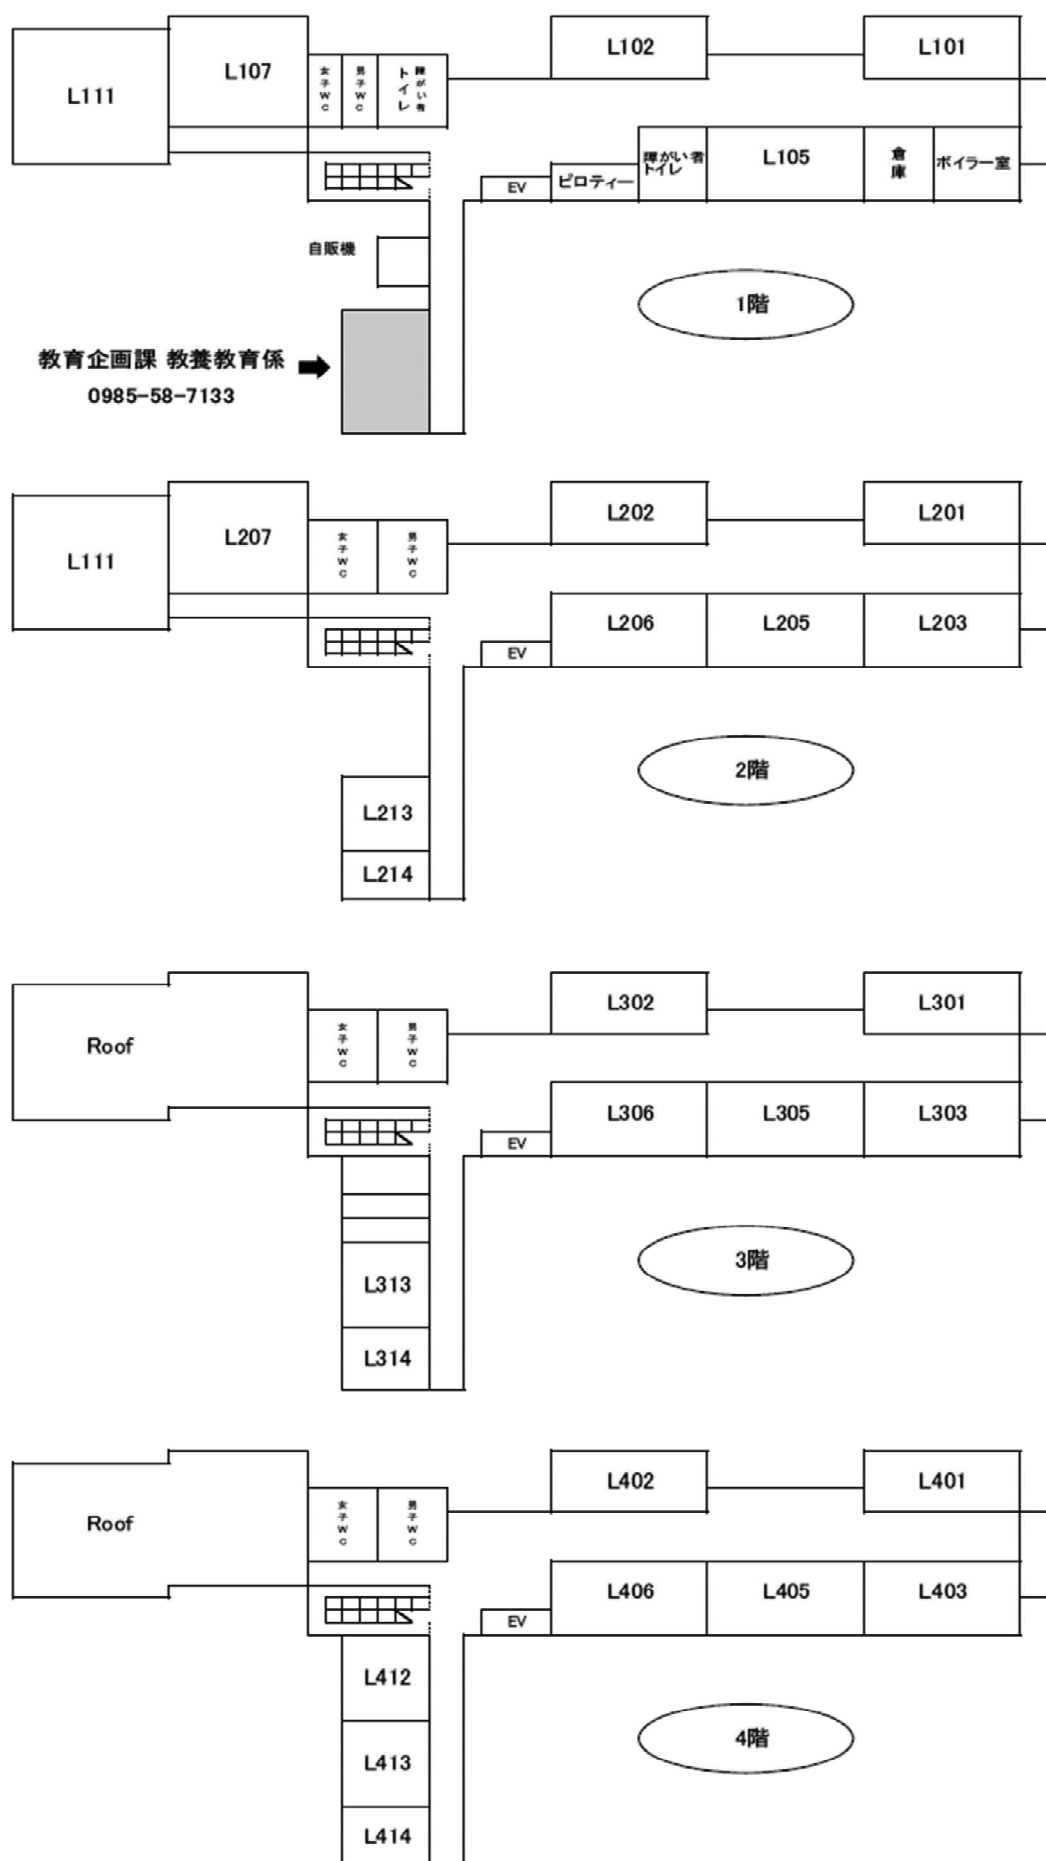 L102
L101
L107
L111
女子WC
男子WC
障がい者
トイレ
障がい者
トイレ
L105
倉庫
ボイラー室
EV
ピロティー
自販機
1階
教育企画課 教養教育係
0985-58-7133
L202
L201
L207
L111
女子WC
男子WC
L206
L205
L203
EV
2階
L213
L214
L302
L301
Roof
女子WC
男子WC
L306
L305
L303
EV
3階
L313
L314
L402
L401
Roof
女子WC
男子WC
L406
L405
L403
EV
L412
4階
L413
L414